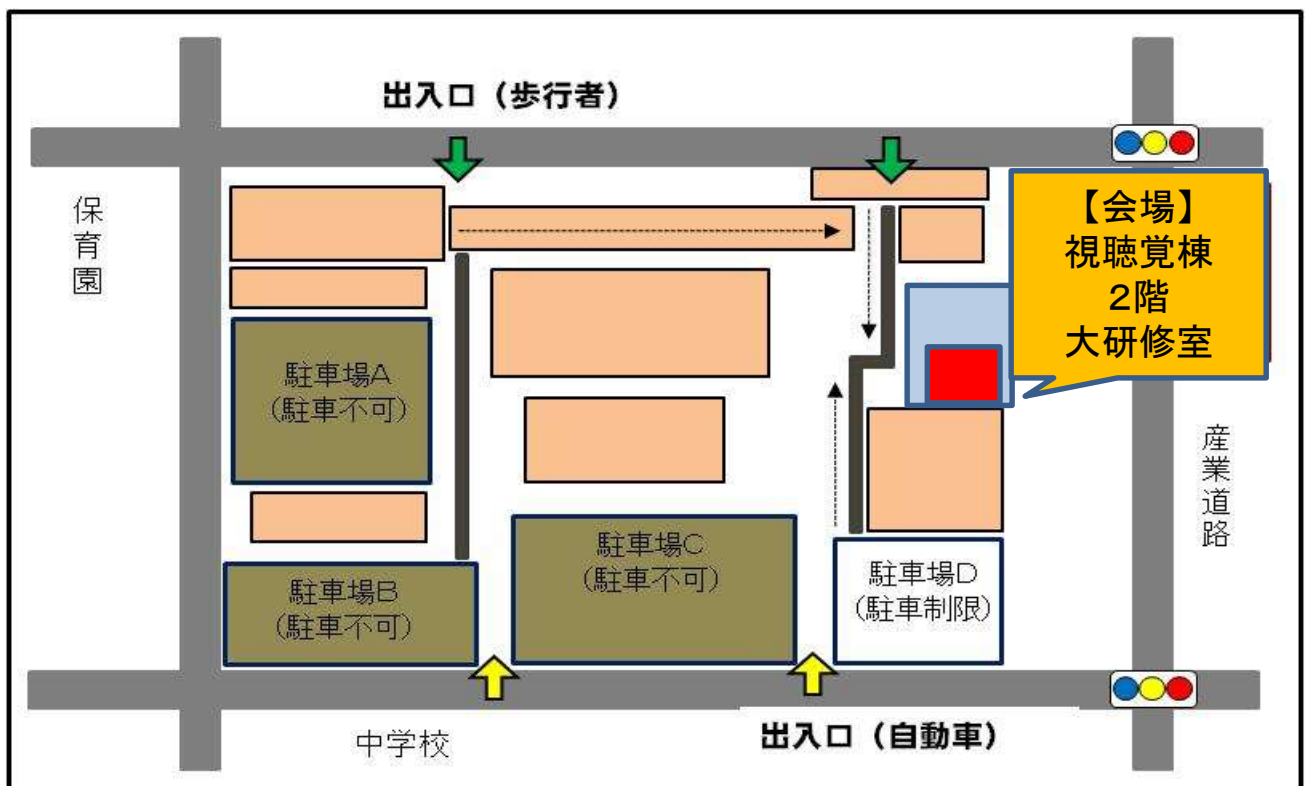 出入口（歩行者）
保育園
【会場】
視聴覚棟
２階
大研修室
駐車場A
(駐車不可)
産業道路
駐車場C
(駐車不可)
駐車場D
(駐車制限)
駐車場B
(駐車不可)
中学校
出入口（自動車）